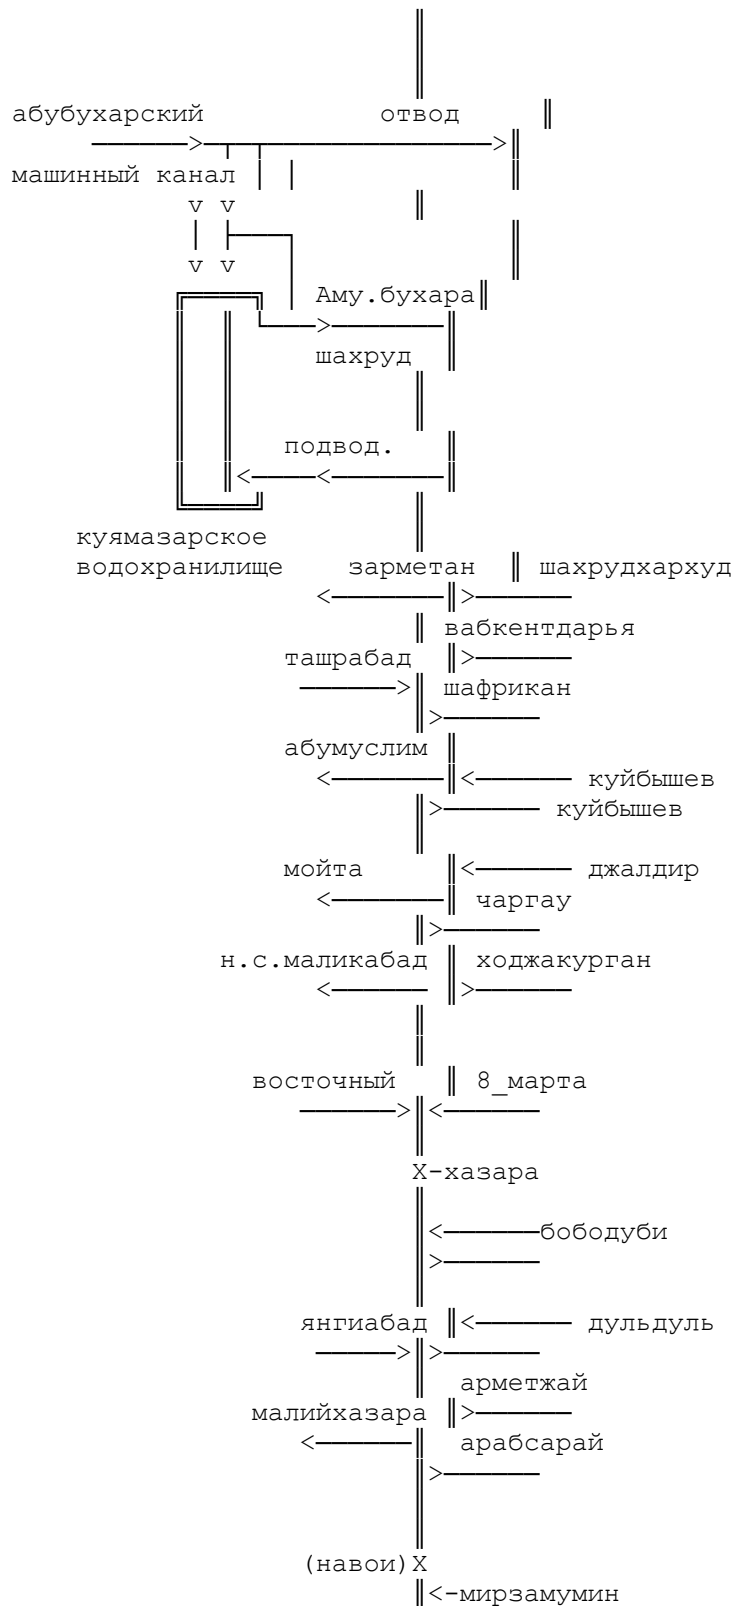 абубухарский отвод
машинный канал
v v
v v
Аму.бухара
шахруд
подвод.
куямазарское
водохранилище зарметан шахрудхархуд
вабкентдарья
ташрабад
шафрикан
абумуслим
куйбышев
куйбышев
мойта джалдир
чаргау
н.с.маликабад ходжакурган
восточный 8_марта
Х-хазара
бободуби
янгиабад дульдуль
арметжай
малийхазара
арабсарай
(навои)Х
мирзамумин